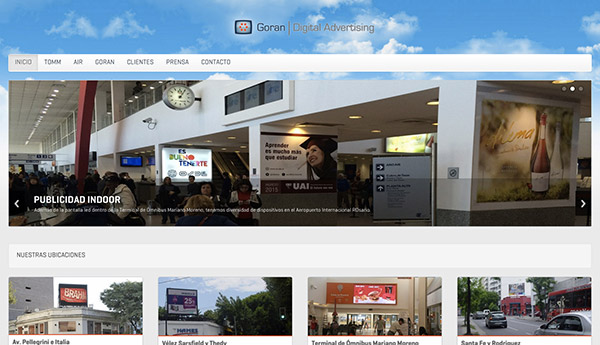 Goran | Digital Advertising
INICIO TOMM AIR GORAN CLIENTES PRENSA CONTACTO
ES
BUENO
TENERTE
Aprender
es mucho más
que estudiar
2015
UAI
PUBLICIDAD INDOOR
Además de la pantalla led dentro de la Terminal de Ómnibus Mariano Moreno, tenemos diversidad de dispositivos en el Aeropuerto Internacional ROsario.
NUESTRAS UBICACIONES
BRAHMA
Av. Pellegrini e Italia
Vélez Sarsfield y Thedy
Terminal de Ómnibus Mariano Moreno
Santa Fe y Rodriguez